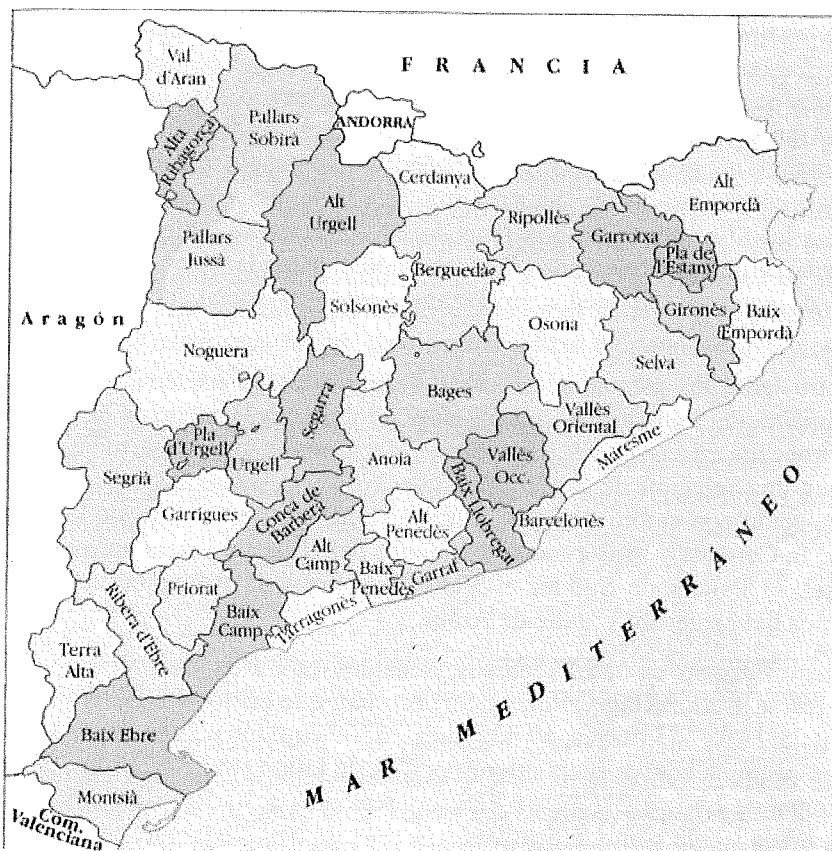 Val
d'Aran
F R A N C I A
Pallars
Sobirà
ANDORRA
Alta
Ribagorça
Cerdanya
Alt
Empordà
Alt
Urgell
Ripollès
Garrotxa
Pallars
Jussà
Berguedà
Pla de
l'Estany
Solsonès
Gironès
Baix
Empordà
Aragón
Osona
Noguera
Selva
Bages
Segarra
Vallès
Oriental
Pla
d'Urgell
Urgell
Anoia
Vallès
Occ.
Maresme
Segrià
Baix Llobregat
Garrigues
Conca de
Barberà
Alt
Penedès
Barcelonès
Alt
Camp
Baix
Penedès
Garraf
Priorat
Ribera d'Ebre
Baix
Camp
Tarragonès
Terra
Alta
Baix Ebre
M A R M E D I T E R R Á N E O
Montsià
Com.
Valenciana